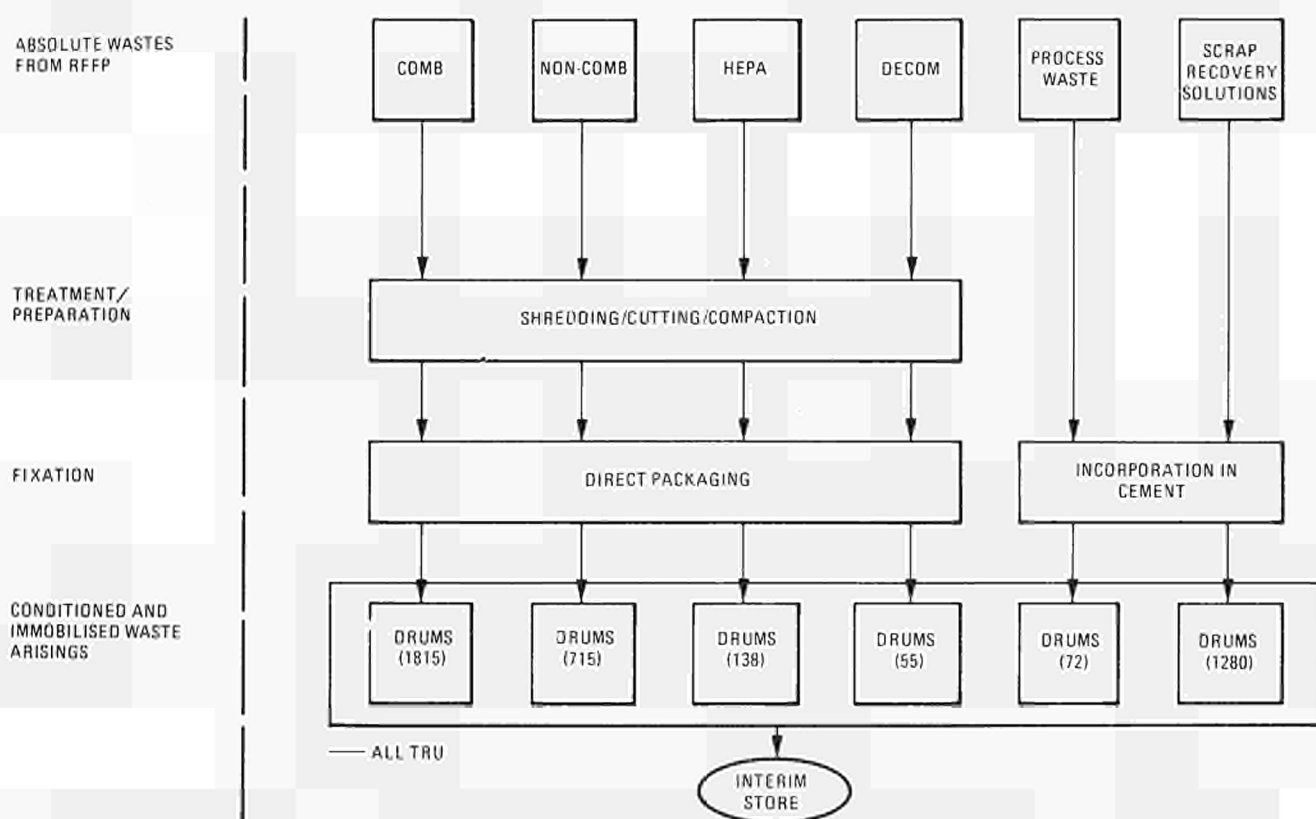 ABSOLUTE WASTES
FROM RFFP
COMB
NON-COMB
HEPA
DECOM
PROCESS
WASTE
SCRAP
RECOVERY
SOLUTIONS
TREATMENT/
PREPARATION
SHREDDING/CUTTING/COMPACTION
FIXATION
DIRECT PACKAGING
INCORPORATION IN
CEMENT
CONDITIONED AND
IMMOBILISED WASTE
ARISINGS
DRUMS
(1815)
DRUMS
(715)
DRUMS
(138)
DRUMS
(55)
DRUMS
(72)
DRUMS
(1280)
ALL TRU
INTERIM
STORE